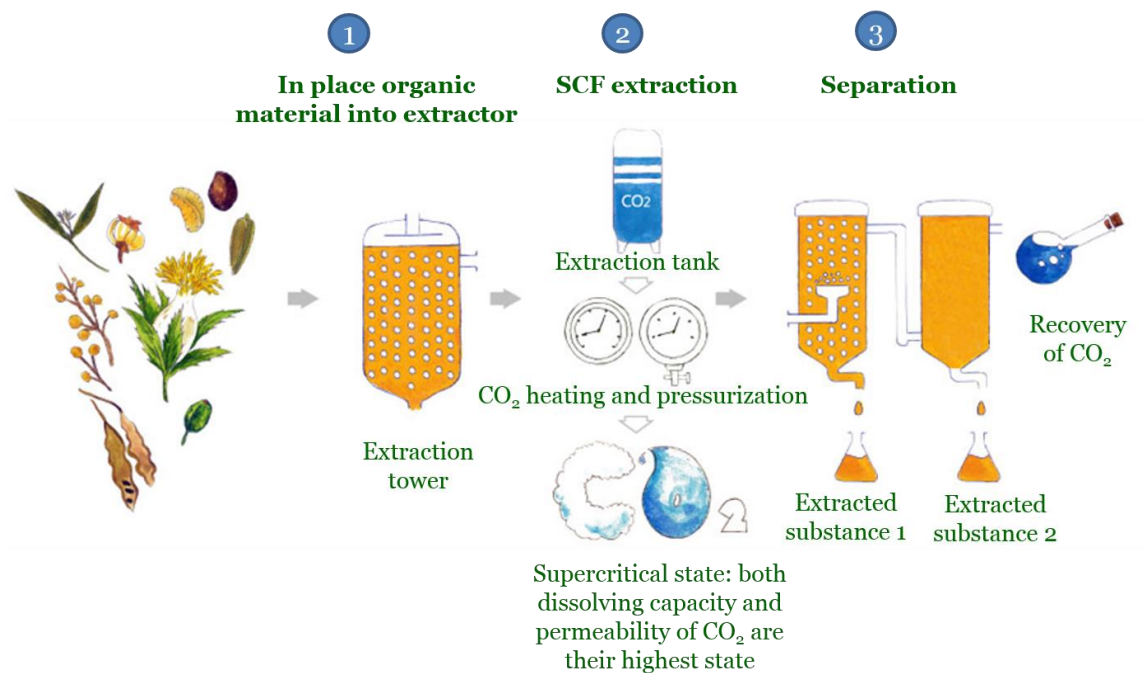 1
In place organic
material into extractor
Extraction
tower
2
SCF extraction
CO2
Extraction tank
CO₂ heating and pressurization
CO2
Supercritical state: both
dissolving capacity and
permeability of CO₂ are
their highest state
3
Separation
Extracted
substance 1
Extracted
substance 2
Recovery
of CO₂